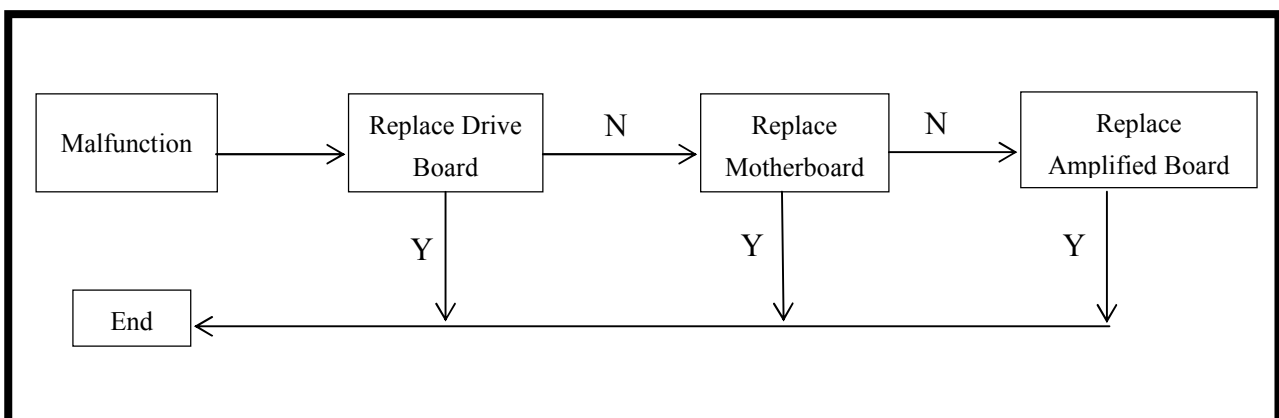 Malfunction
Replace Drive
Board
N
Replace
Motherboard
N
Replace
Amplified Board
Y
Y
Y
End